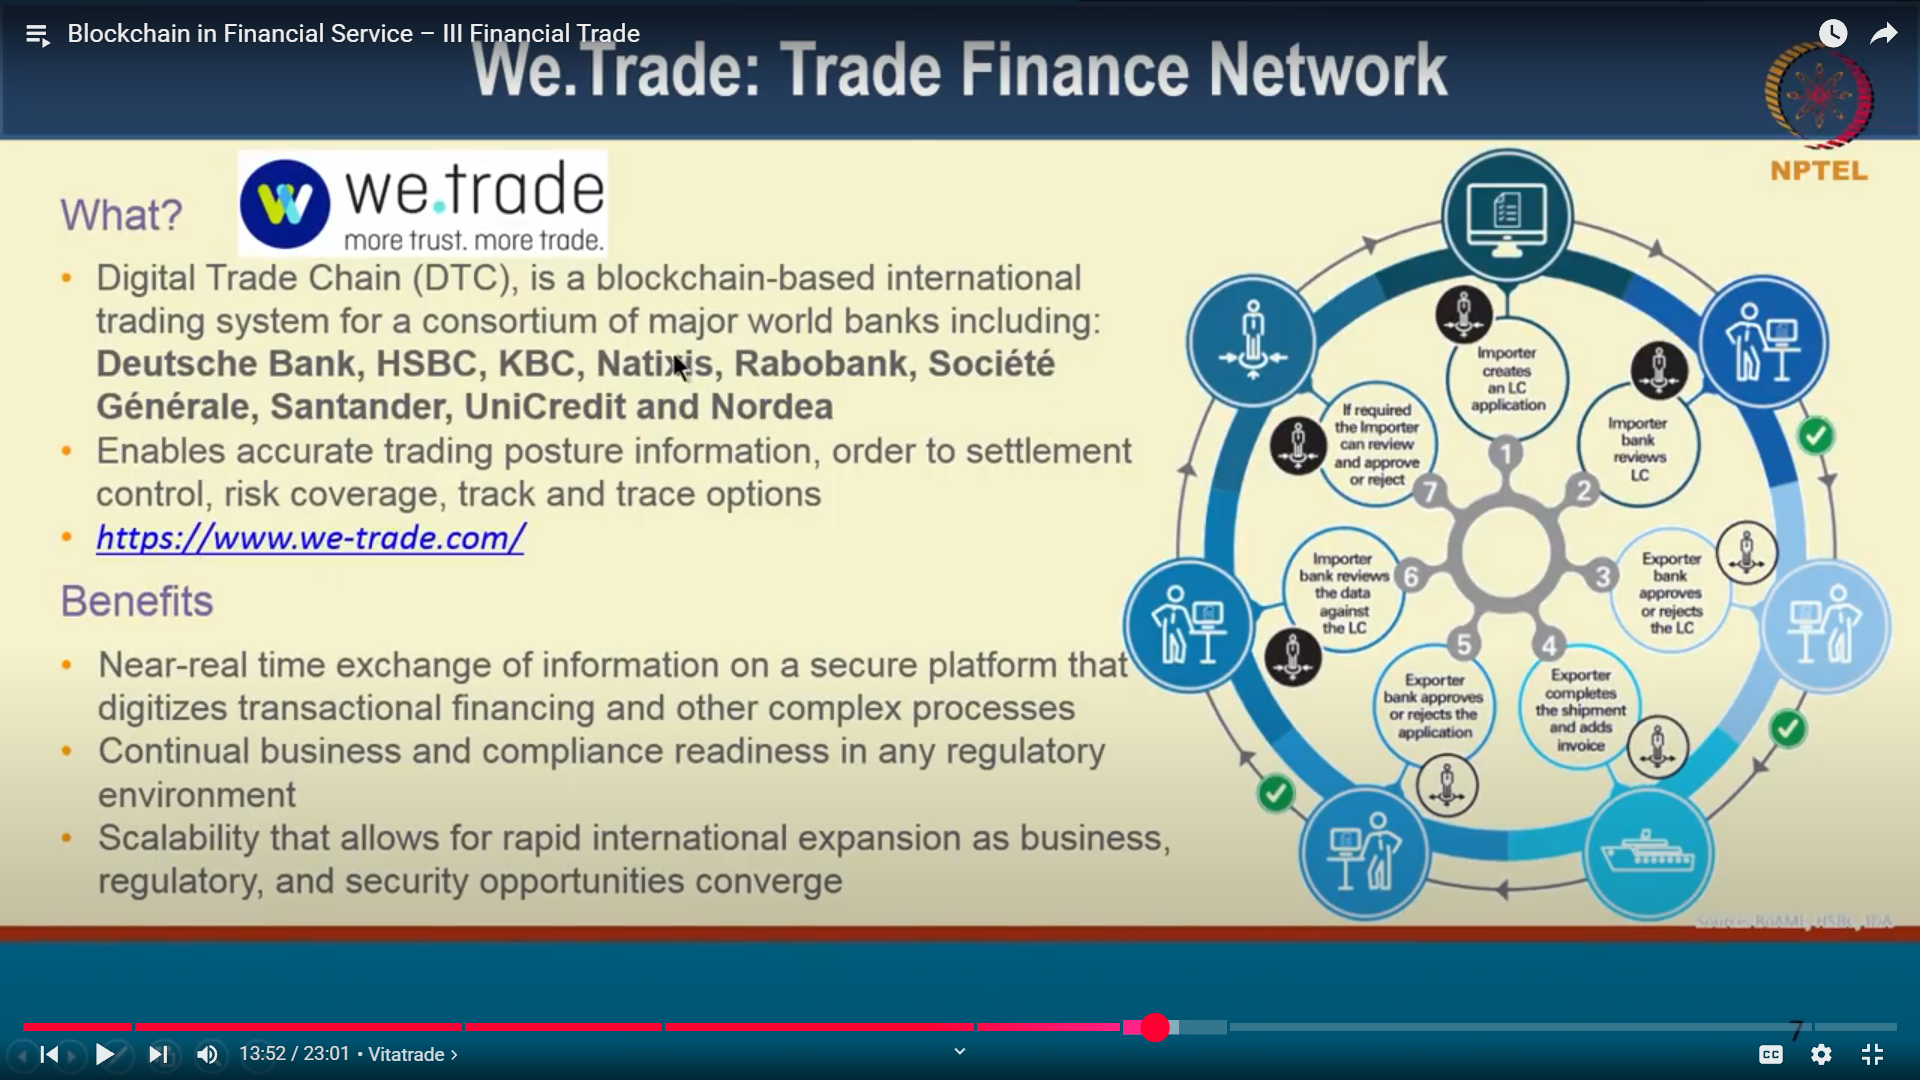 Blockchain in Financial Service – III Financial Trade
We.Trade: Trade Finance Network
NPTEL
What?
we.trade
more trust. more trade.
• Digital Trade Chain (DTC), is a blockchain-based international
trading system for a consortium of major world banks including:
Deutsche Bank, HSBC, KBC, Natixis, Rabobank, Société
Générale, Santander, UniCredit and Nordea
• Enables accurate trading posture information, order to settlement
control, risk coverage, track and trace options
• https://www.we-trade.com/
Benefits
• Near-real time exchange of information on a secure platform that
digitizes transactional financing and other complex processes
• Continual business and compliance readiness in any regulatory
environment
• Scalability that allows for rapid international expansion as business,
regulatory, and security opportunities converge
Importer
creates
an LC
application
1
Importer
bank
reviews
LC
2
Exporter
bank
approves
or rejects
the LC
3
Exporter
completes
the shipment
and adds
invoice
4
Exporter
bank approves
or rejects the
application
5
Importer
bank reviews
the data
against
the LC
6
If required
the Importer
can review
and approve
or reject
7
Source: BoAML, HSBC, IDA
7
13:52 / 23:01 • Vitatrade ›
CC